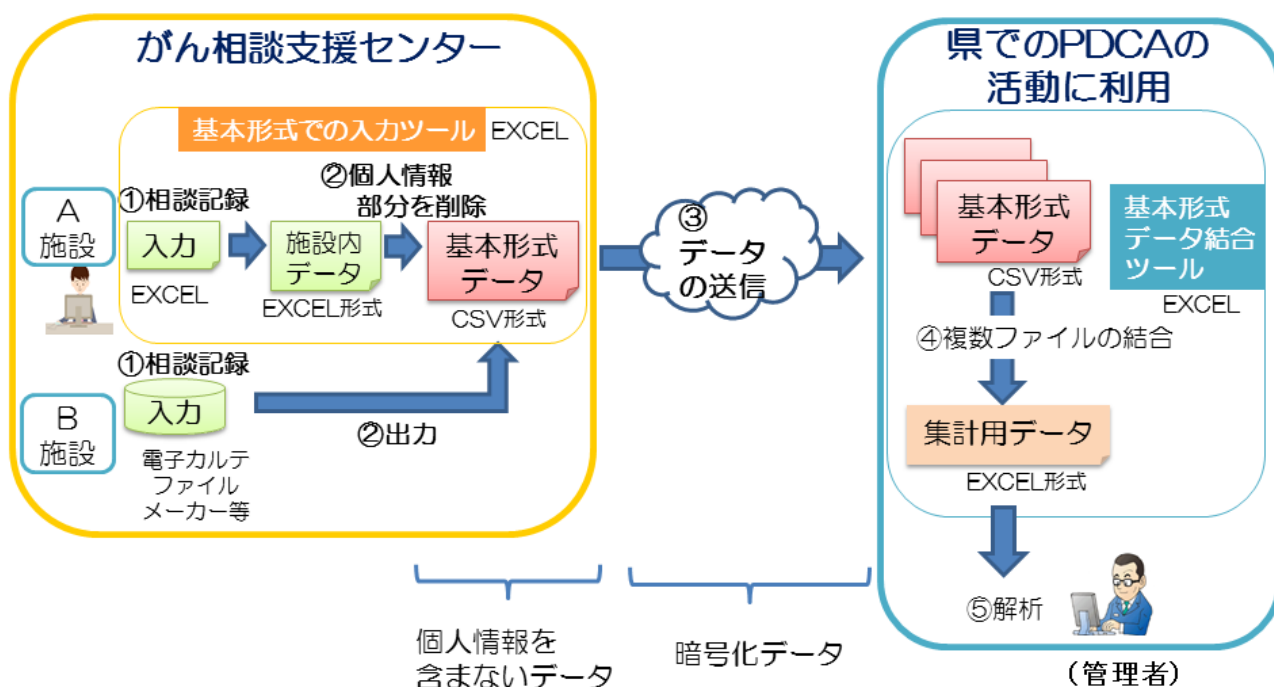 がん相談支援センター
基本形式での入力ツール
EXCEL
A
施設
①相談記録
入力
EXCEL
施設内
データ
EXCEL形式
②個人情報
部分を削除
基本形式
データ
CSV形式
B
施設
①相談記録
入力
電子カルテ
ファイル
メーカー等
②出力
③
データ
の送信
県でのPDCAの
活動に利用
基本形式
データ
CSV形式
基本形式
データ結合
ツール
EXCEL
④複数ファイルの結合
集計用データ
EXCEL形式
⑤解析
(管理者)
個人情報を
含まないデータ
暗号化データ